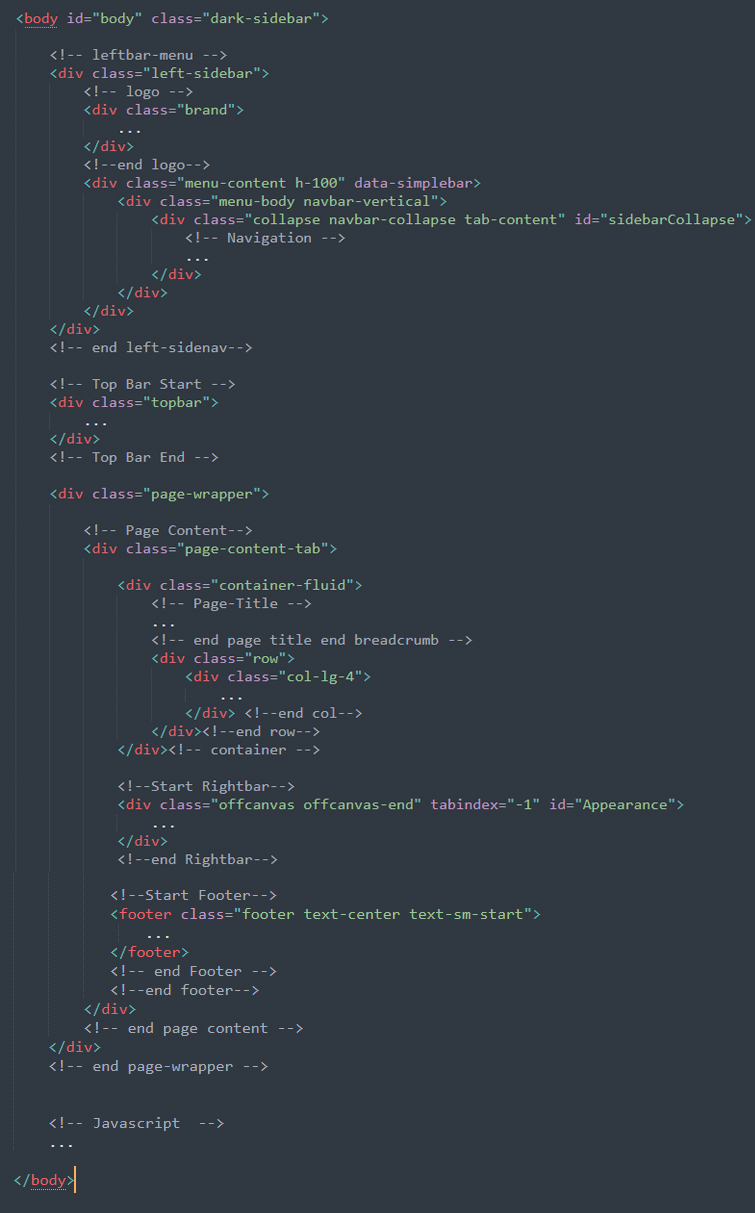 <body id="body" class="dark-sidebar">
<!-- leftbar-menu -->
<div class="left-sidebar">
<!-- logo -->
<div class="brand">
...
</div>
<!--end logo-->
<div class="menu-content h-100" data-simplebar>
<div class="menu-body navbar-vertical">
<div class="collapse navbar-collapse tab-content" id="sidebarCollapse">
<!-- Navigation -->
...
</div>
</div>
</div>
</div>
<!-- end left-sidenav-->
<!-- Top Bar Start -->
<div class="topbar">
...
</div>
<!-- Top Bar End -->
<div class="page-wrapper">
<!-- Page Content-->
<div class="page-content-tab">
<div class="container-fluid">
<!-- Page-Title -->
...
<!-- end page title end breadcrumb -->
<div class="row">
<div class="col-lg-4">
...
</div> <!--end col-->
</div><!--end row-->
</div><!-- container -->
<!--Start Rightbar-->
<div class="offcanvas offcanvas-end" tabindex="-1" id="Appearance">
...
</div>
<!--end Rightbar-->
<!--Start Footer-->
<footer class="footer text-center text-sm-start">
...
</footer>
<!-- end Footer -->
<!--end footer-->
</div>
<!-- end page content -->
</div>
<!-- end page-wrapper -->
<!-- Javascript  -->
...
</body>